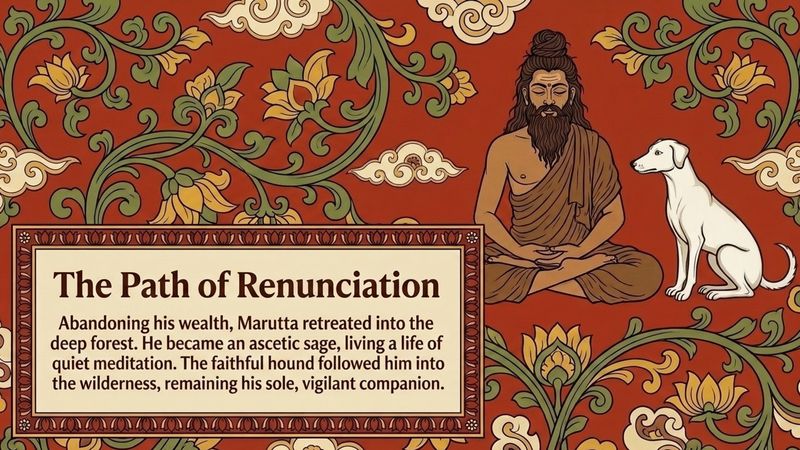 The Path of Renunciation
Abandoning his wealth, Marutta retreated into the
deep forest. He became an ascetic sage, living a life of
quiet meditation. The faithful hound followed him into
the wilderness, remaining his sole, vigilant companion.